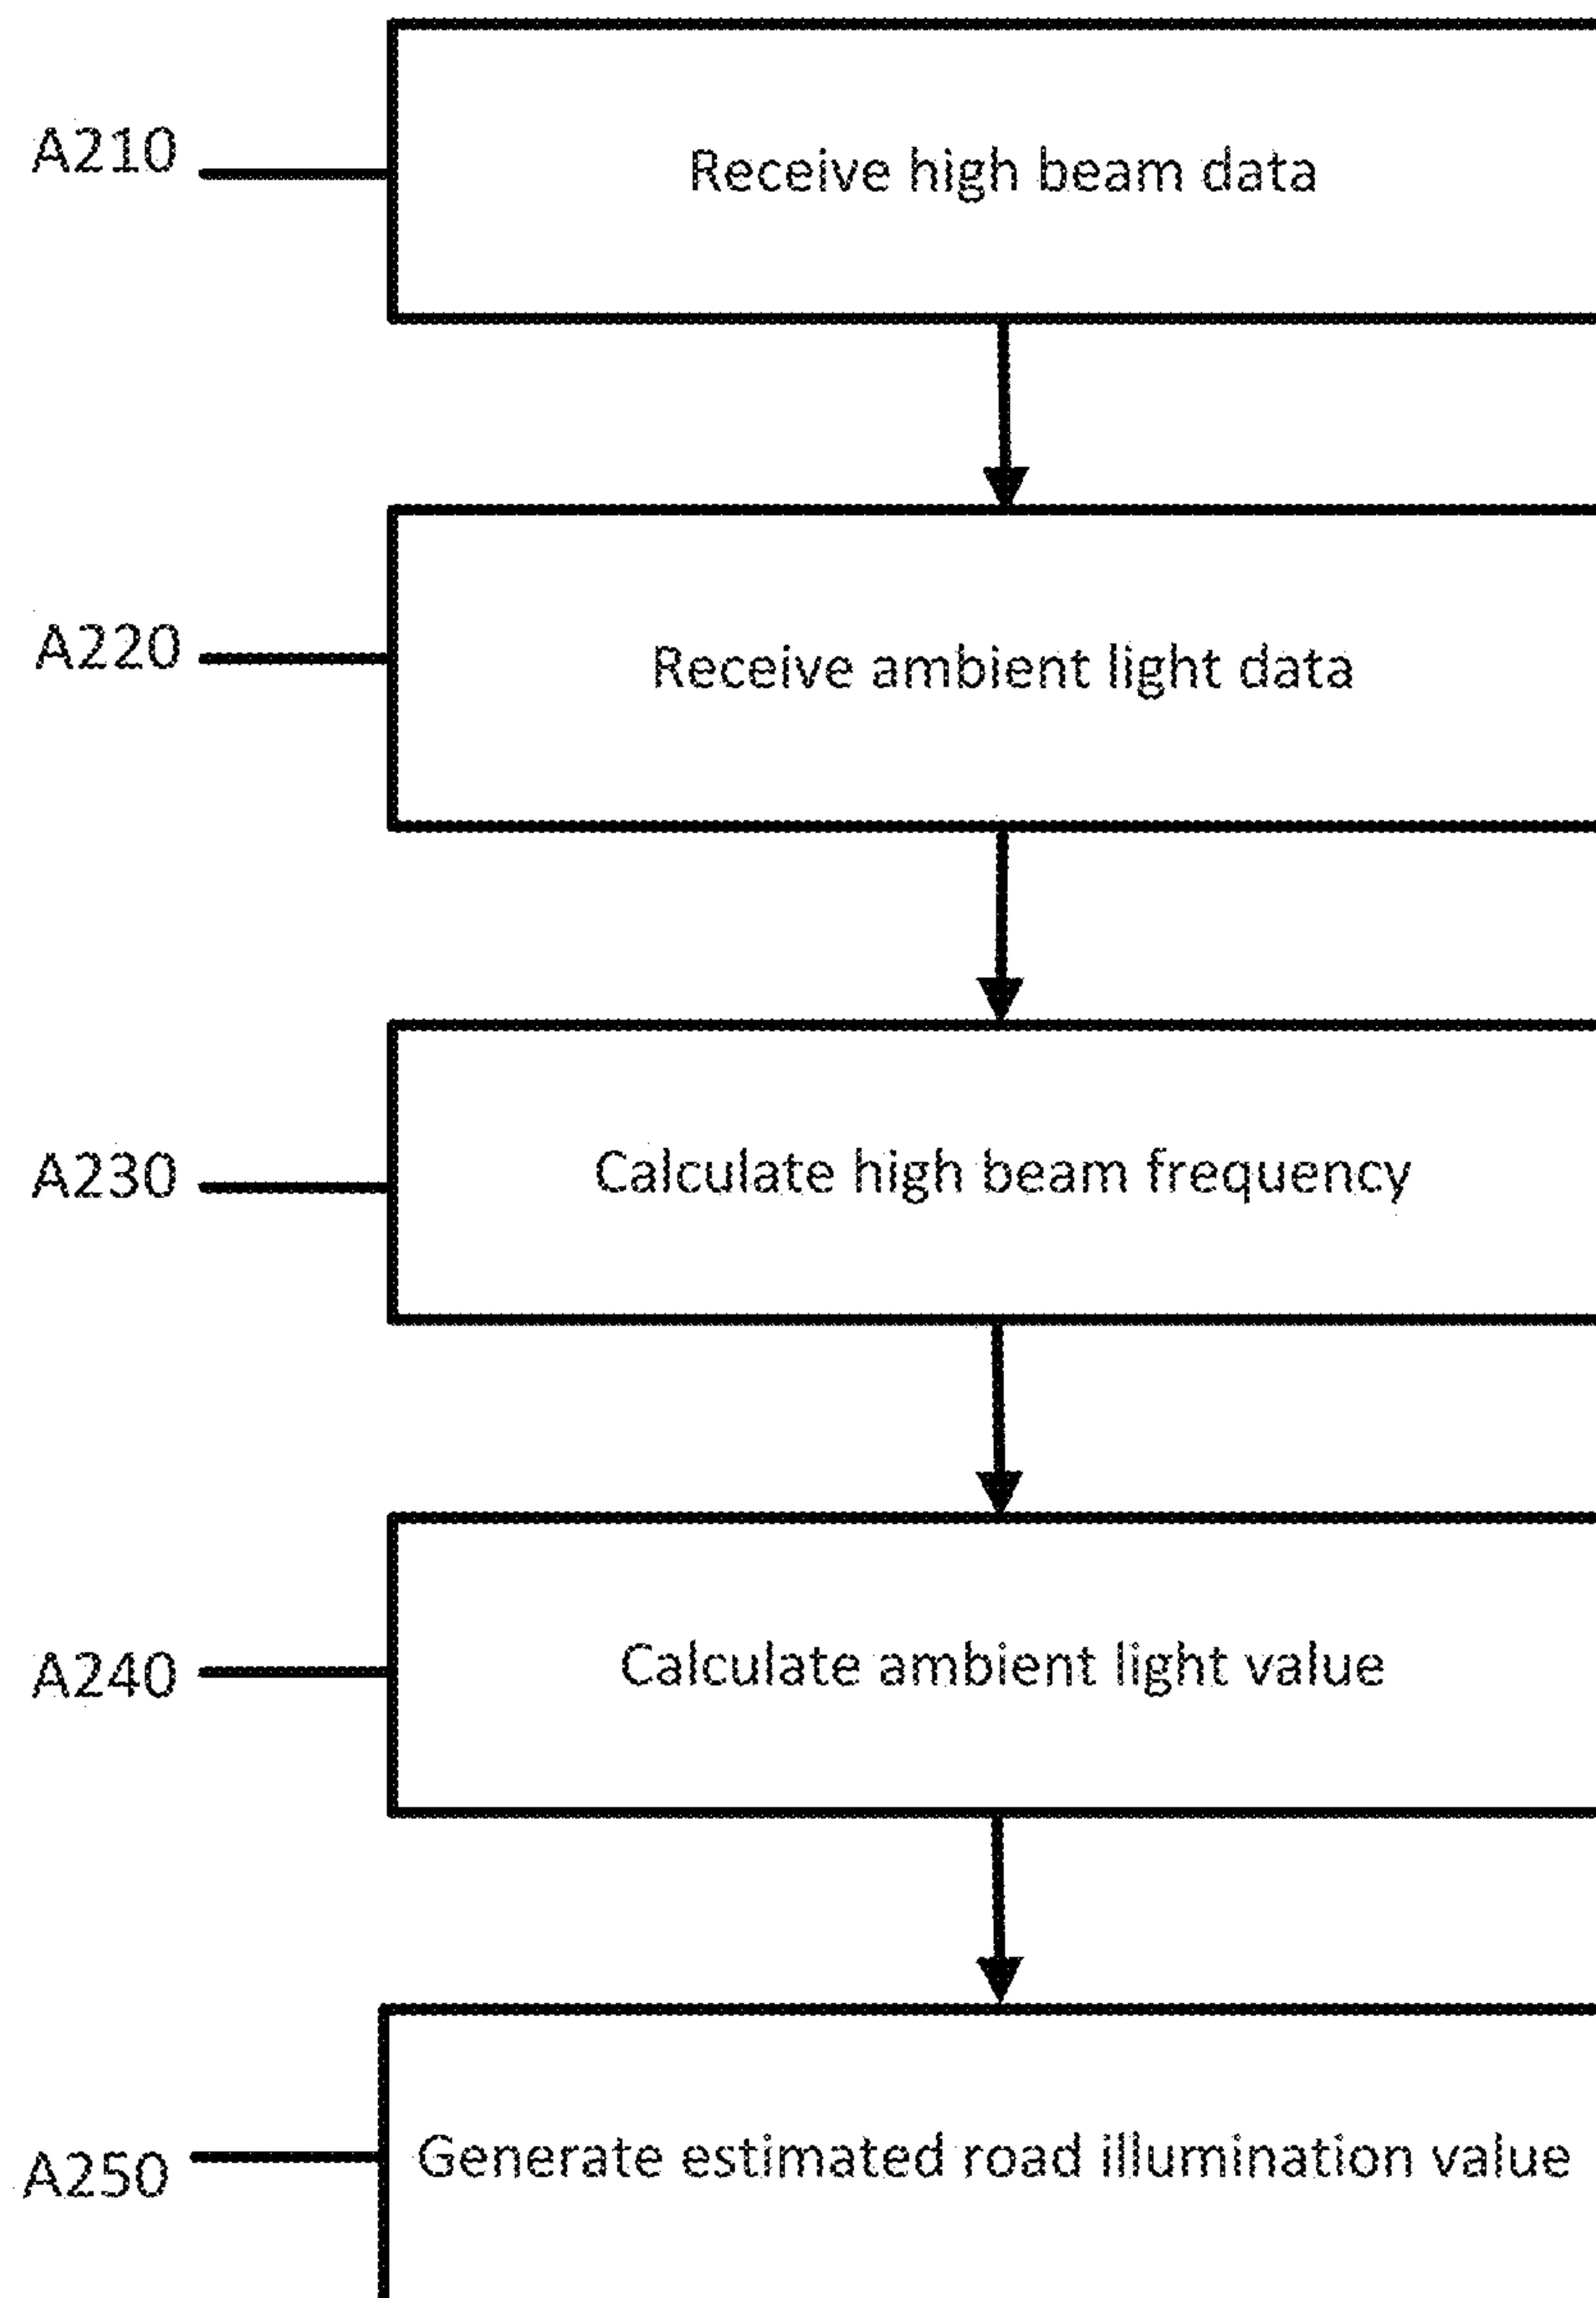 A210
Receive high beam data
A220
Receive ambient light data
A230
Calculate high beam frequency
A240
Calculate ambient light value
A250
Generate estimated road illumination value